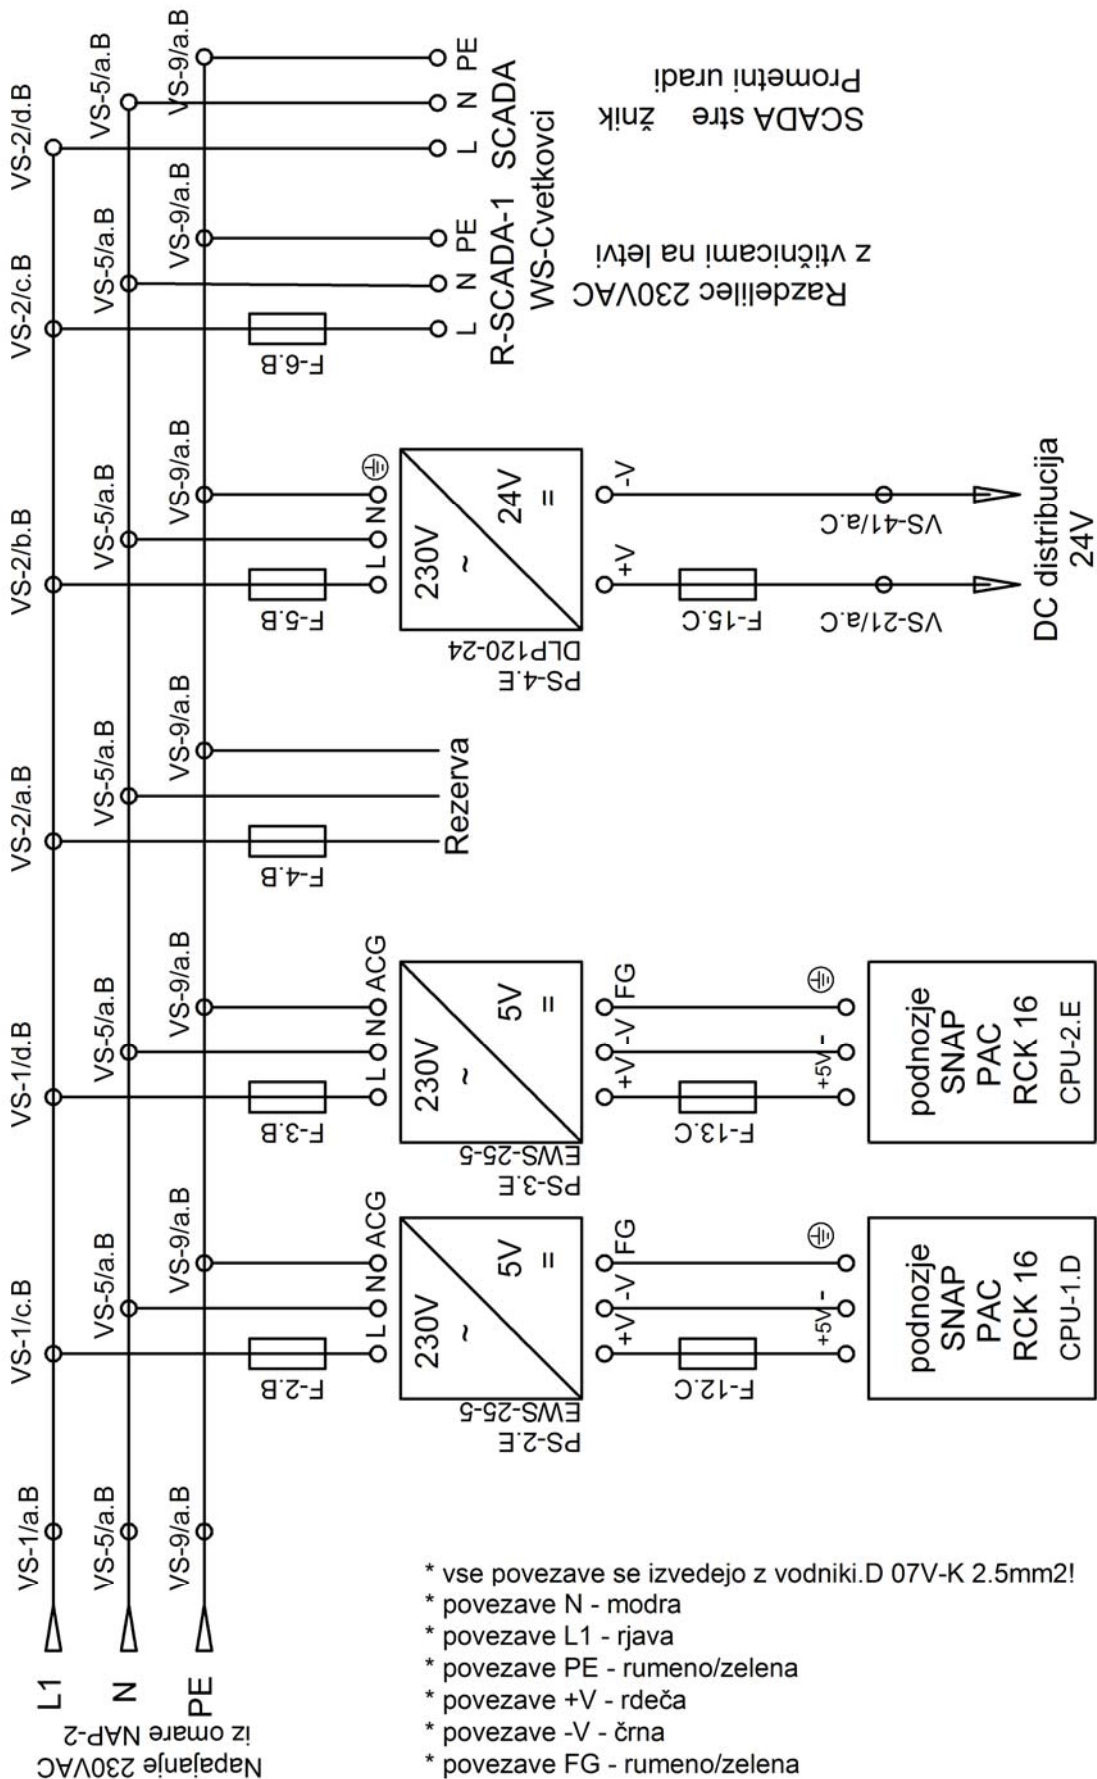 VS-1/a.B
VS-5/a.B
VS-9/a.B
L1
N
PE
Napajanje 230VAC
iz omare NAP-2
VS-1/c.B
VS-5/a.B
VS-9/a.B
F-2.B
L N ACG
230V
~
5V
=
PS-2.E
EWS-25-5
+V -V FG
F-12.C
+5V -
podnozje
SNAP
PAC
RCK 16
CPU-1.D
VS-1/d.B
VS-5/a.B
VS-9/a.B
F-3.B
L N ACG
230V
~
5V
=
PS-3.E
EWS-25-5
+V -V FG
F-13.C
+5V -
podnozje
SNAP
PAC
RCK 16
CPU-2.E
VS-2/a.B
VS-5/a.B
VS-9/a.B
F-4.B
Rezerva
VS-2/b.B
VS-5/a.B
VS-9/a.B
F-5.B
L N
230V
~
24V
=
PS-4.E
DLP120-24
+V -V
F-15.C
VS-21/a.C
VS-41/a.C
DC distribucija
24V
VS-2/c.B
VS-5/a.B
VS-9/a.B
F-6.B
L N PE
R-SCADA-1
Razdelilec 230VAC
z vtičnicami na letvi
VS-2/d.B
VS-5/a.B
VS-9/a.B
L N PE
SCADA
WS-Cvetkovci
SCADA stre žnik
Prometni uradi
* vse povezave se izvedejo z vodniki.D 07V-K 2.5mm2!
* povezave N - modra
* povezave L1 - rjava
* povezave PE - rumeno/zelena
* povezave +V - rdeča
* povezave -V - črna
* povezave FG - rumeno/zelena